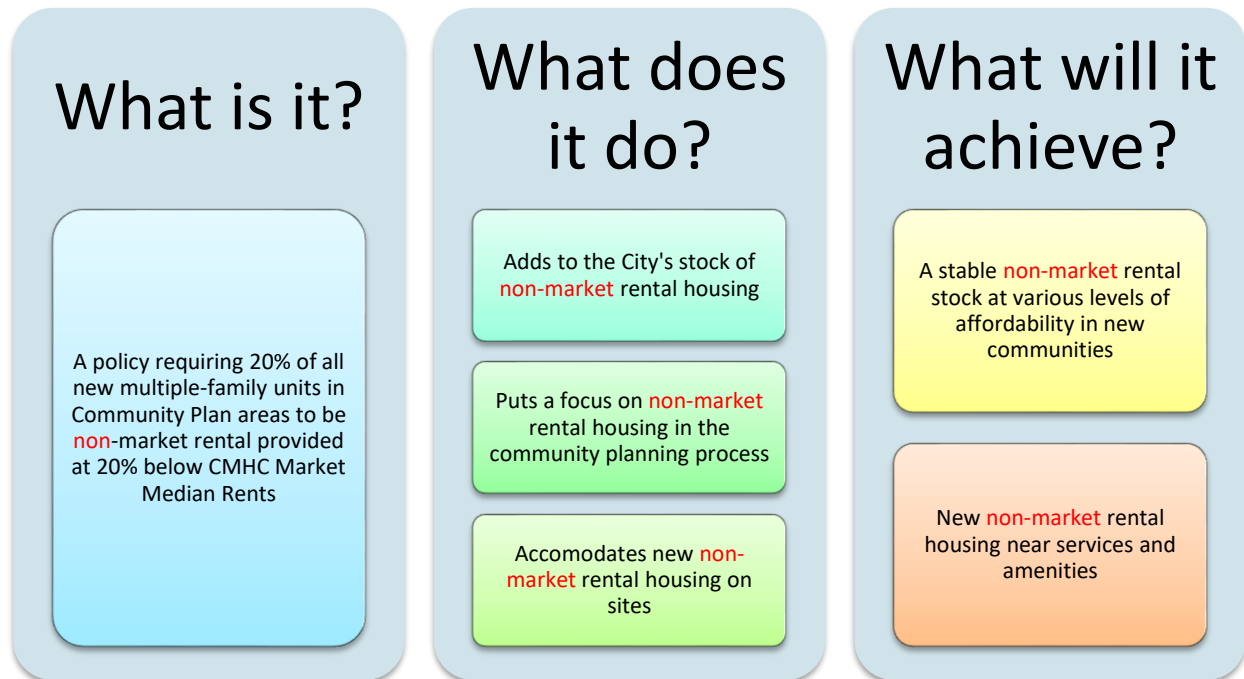 What is it?
A policy requiring 20% of all
new multiple-family units in
Community Plan areas to be
non-market rental provided
at 20% below CMHC Market
Median Rents
What does
it do?
Adds to the City's stock of
non-market rental housing
Puts a focus on non-market
rental housing in the
community planning process
Accomodates new non-
market rental housing on
sites
What will it
achieve?
A stable non-market rental
stock at various levels of
affordability in new
communities
New non-market rental
housing near services and
amenities